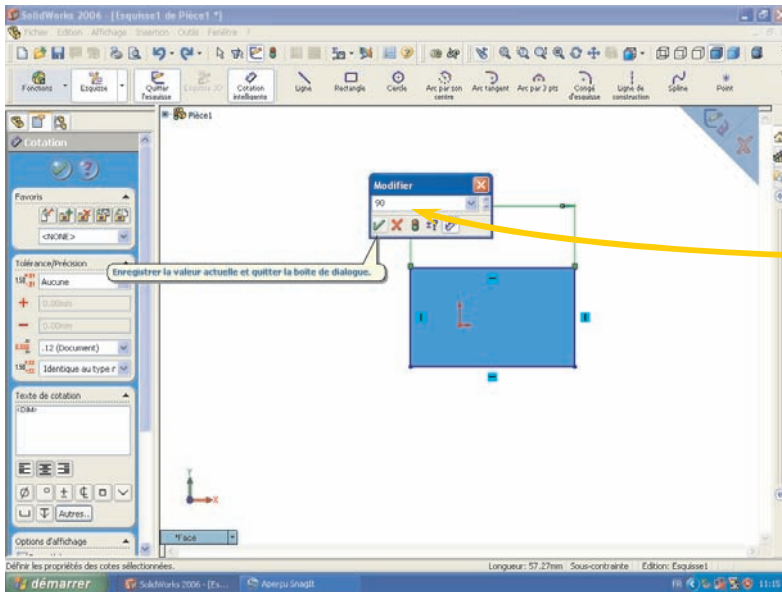 SolidWorks 2006 - [Esquisse1 de Pièce1 *]
Fichier Edition Affichage Insertion Outils Fenêtre ?
Fonctions Esquisse Quitter l'esquisse Esquisse 3D Cotation intelligente Ligne Rectangle Cercle Arc par son centre Arc tangent Arc par 3 pts Congé d'esquisse Ligne de construction Spline Point
Pièce1
Cotation
Modifier
90
Favoris
<NONE>
Enregistrer la valeur actuelle et quitter la boîte de dialogue.
Tolérance/Précision
Aucune
0.00mm
0.00mm
.12 (Document)
Identique au type r
Texte de cotation
<DIM>
Autres...
Y
X
Options d'affichage
*Face
Définir les propriétés des cotes sélectionnées.
Longueur: 57.27mm Sous-contrainte Edition: Esquisse1
démarrer
SolidWorks 2006 - [Es...
Aperçu SnagIt
FR
11:15